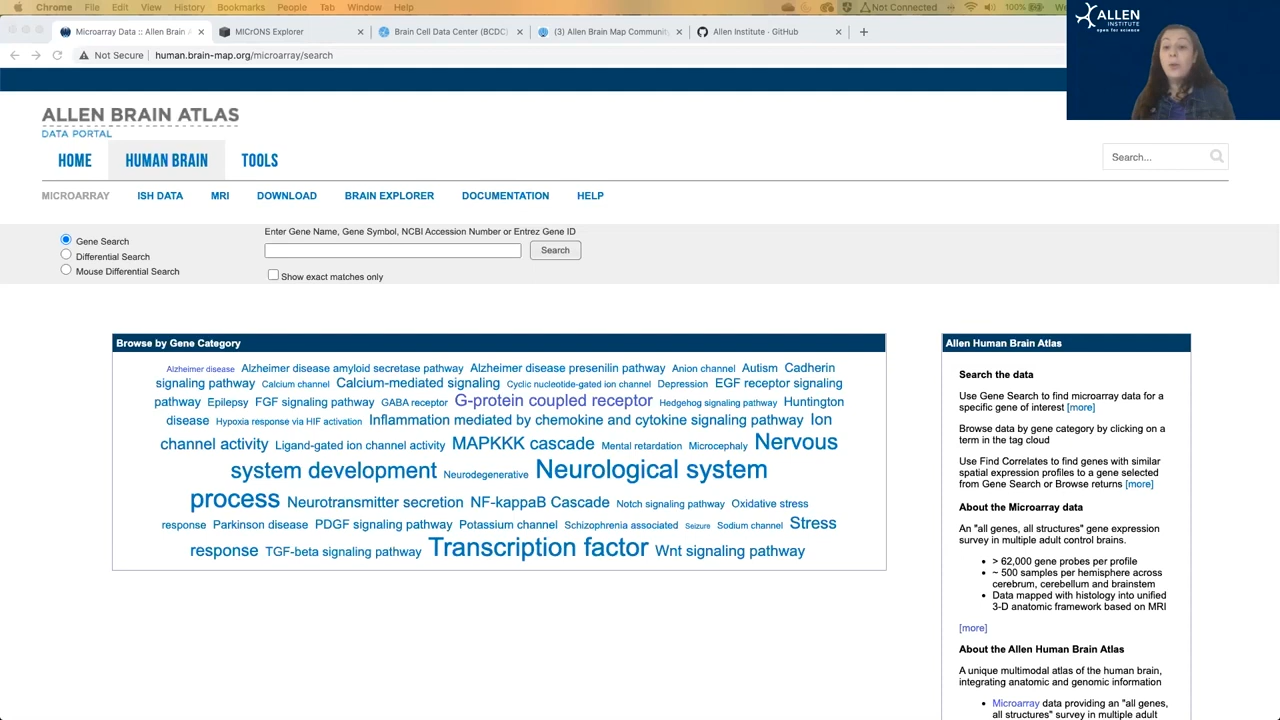 Chrome File Edit View History Bookmarks People Tab Window Help Not Connected 100%
Microarray Data :: Allen Brain A MICrONS Explorer Brain Cell Data Center (BCDC) (3) Allen Brain Map Community Allen Institute · GitHub
Not Secure human.brain-map.org/microarray/search
ALLEN
INSTITUTE
open for science
ALLEN BRAIN ATLAS
DATA PORTAL
HOME HUMAN BRAIN TOOLS
Search...
MICROARRAY ISH DATA MRI DOWNLOAD BRAIN EXPLORER DOCUMENTATION HELP
Gene Search
Differential Search
Mouse Differential Search
Enter Gene Name, Gene Symbol, NCBI Accession Number or Entrez Gene ID
Search
Show exact matches only
Browse by Gene Category
Alzheimer disease Alzheimer disease amyloid secretase pathway Alzheimer disease presenilin pathway Anion channel Autism Cadherin
signaling pathway Calcium channel Calcium-mediated signaling Cyclic nucleotide-gated ion channel Depression EGF receptor signaling
pathway Epilepsy FGF signaling pathway GABA receptor G-protein coupled receptor Hedgehog signaling pathway Huntington
disease Hypoxia response via HIF activation Inflammation mediated by chemokine and cytokine signaling pathway Ion
channel activity Ligand-gated ion channel activity MAPKKK cascade Mental retardation Microcephaly Nervous
system development Neurodegenerative Neurological system
process Neurotransmitter secretion NF-kappaB Cascade Notch signaling pathway Oxidative stress
response Parkinson disease PDGF signaling pathway Potassium channel Schizophrenia associated Seizure Sodium channel Stress
response TGF-beta signaling pathway Transcription factor Wnt signaling pathway
Allen Human Brain Atlas
Search the data
Use Gene Search to find microarray data for a
specific gene of interest [more]
Browse data by gene category by clicking on a
term in the tag cloud
Use Find Correlates to find genes with similar
spatial expression profiles to a gene selected
from Gene Search or Browse returns [more]
About the Microarray data
An "all genes, all structures" gene expression
survey in multiple adult control brains.
• > 62,000 gene probes per profile
• ~ 500 samples per hemisphere across
cerebrum, cerebellum and brainstem
• Data mapped with histology into unified
3-D anatomic framework based on MRI
[more]
About the Allen Human Brain Atlas
A unique multimodal atlas of the human brain,
integrating anatomic and genomic information
• Microarray data providing an "all genes,
all structures" survey in multiple adult